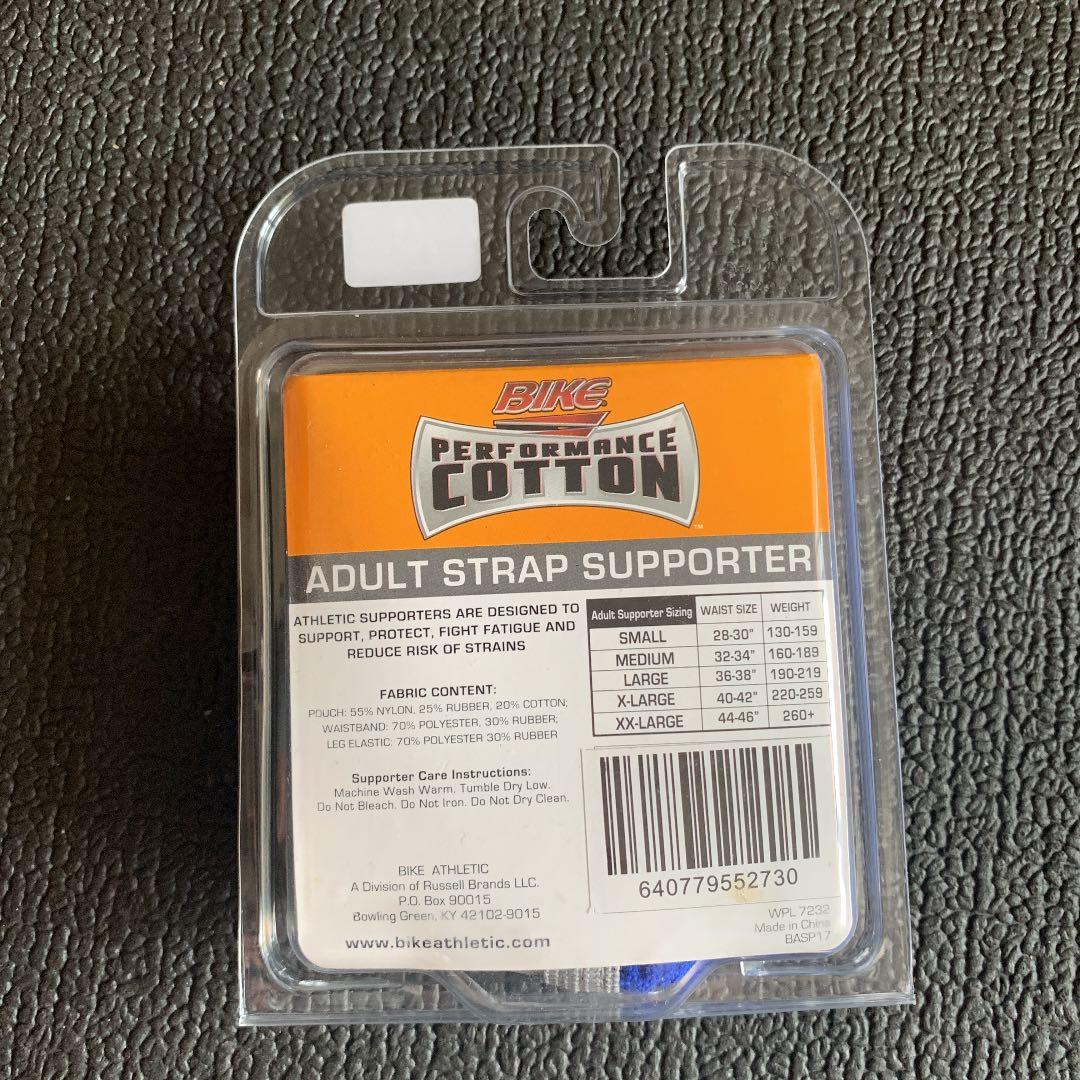 BIKE
PERFORMANCE
COTTON
TM
ADULT STRAP SUPPORTER
ATHLETIC SUPPORTERS ARE DESIGNED TO
SUPPORT, PROTECT, FIGHT FATIGUE AND
REDUCE RISK OF STRAINS
FABRIC CONTENT:
POUCH: 55% NYLON, 25% RUBBER, 20% COTTON;
WAISTBAND: 70% POLYESTER, 30% RUBBER;
LEG ELASTIC: 70% POLYESTER 30% RUBBER
Supporter Care Instructions:
Machine Wash Warm. Tumble Dry Low.
Do Not Bleach. Do Not Iron. Do Not Dry Clean.
BIKE ATHLETIC
A Division of Russell Brands LLC.
P.O. Box 90015
Bowling Green, KY 42102-9015
www.bikeathletic.com
Adult Supporter Sizing WAIST SIZE WEIGHT
SMALL 28-30" 130-159
MEDIUM 32-34" 160-189
LARGE 36-38" 190-219
X-LARGE 40-42" 220-259
XX-LARGE 44-46" 260+
640779552730
WPL 7232
Made in China
BASP17